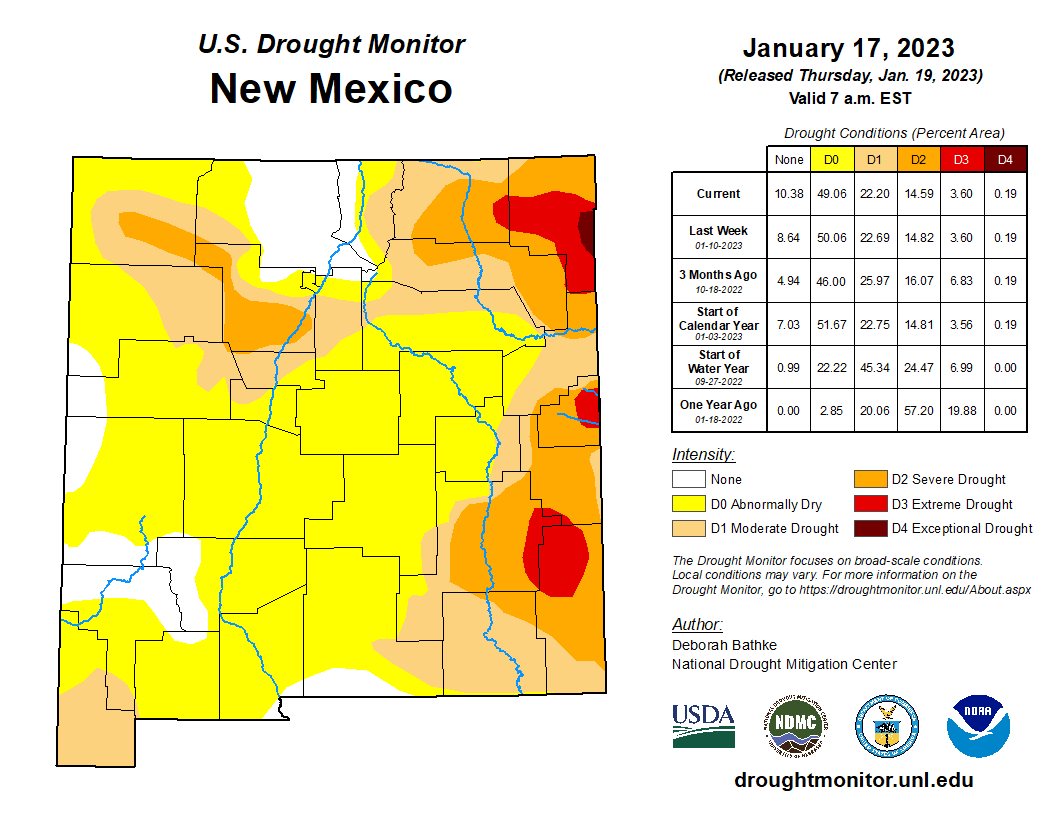 U.S. Drought Monitor
New Mexico
January 17, 2023
(Released Thursday, Jan. 19, 2023)
Valid 7 a.m. EST
Drought Conditions (Percent Area)
None D0 D1 D2 D3 D4
Current 10.38 49.06 22.20 14.59 3.60 0.19
Last Week
01-10-2023
8.64 50.06 22.69 14.82 3.60 0.19
3 Months Ago
10-18-2022
4.94 46.00 25.97 16.07 6.83 0.19
Start of
Calendar Year
01-03-2023
7.03 51.67 22.75 14.81 3.56 0.19
Start of
Water Year
09-27-2022
0.99 22.22 45.34 24.47 6.99 0.00
One Year Ago
01-18-2022
0.00 2.85 20.06 57.20 19.88 0.00
Intensity:
None
D0 Abnormally Dry
D1 Moderate Drought
D2 Severe Drought
D3 Extreme Drought
D4 Exceptional Drought
The Drought Monitor focuses on broad-scale conditions.
Local conditions may vary. For more information on the
Drought Monitor, go to https://droughtmonitor.unl.edu/About.aspx
Author:
Deborah Bathke
National Drought Mitigation Center
USDA
NDMC
NOAA
droughtmonitor.unl.edu